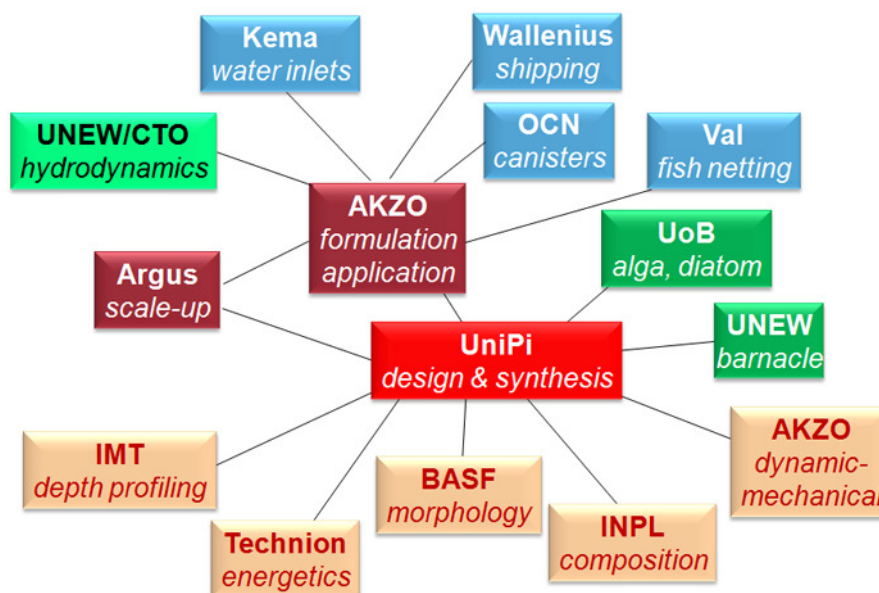 Kema
water inlets
Wallenius
shipping
UNEW/CTO
hydrodynamics
OCN
canisters
Val
fish netting
AKZO
formulation
application
UoB
alga, diatom
Argus
scale-up
UniPi
design & synthesis
UNEW
barnacle
IMT
depth profiling
BASF
morphology
AKZO
dynamic-
mechanical
Technion
energetics
INPL
composition